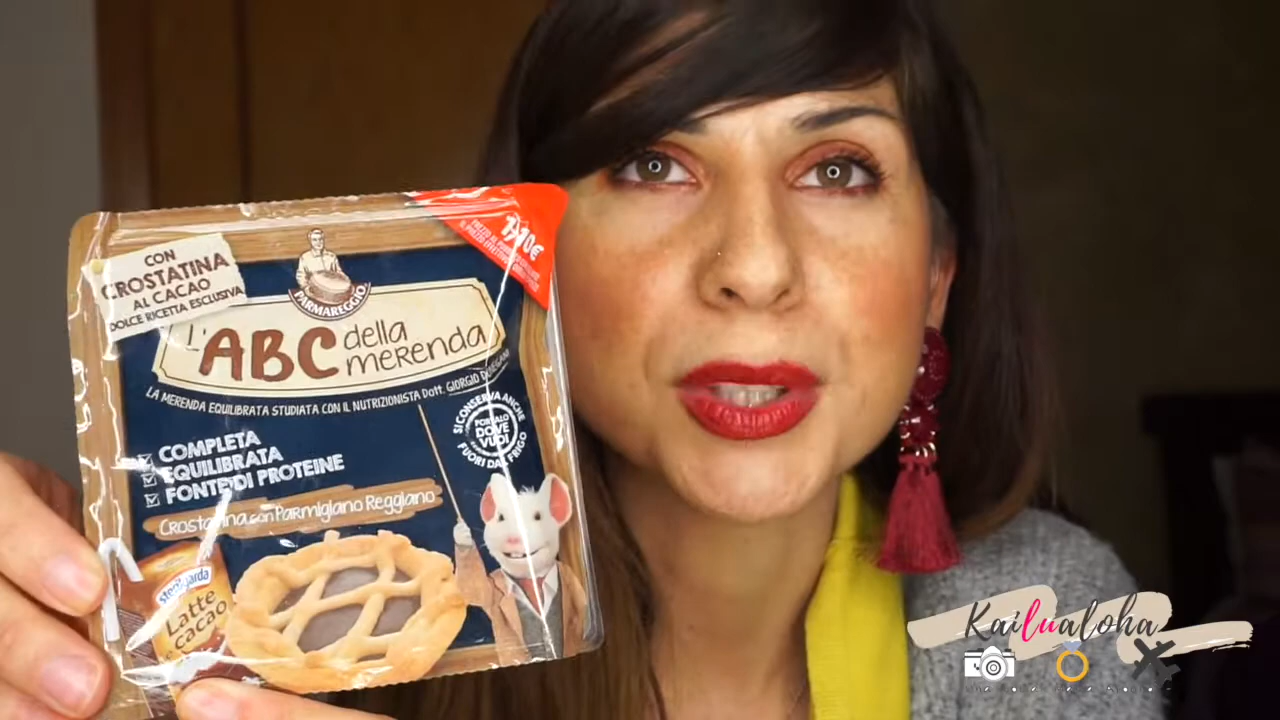 CON
CROSTATINA
AL CACAO
DOLCE RICETTA ESCLUSIVA
PARMAREGGIO
1,10€
L'ABC della
merenda
LA MERENDA EQUILIBRATA STUDIATA CON IL NUTRIZIONISTA Dott. GIORGIO DONEGANI
SI CONSERVA ANCHE
PORTALO
DOVE
VUOI
FUORI DAL FRIGO
COMPLETA
EQUILIBRATA
FONTE DI PROTEINE
Crostatina con Parmigiano Reggiano
sterilgarda
Latte
cacao
Kailualoha